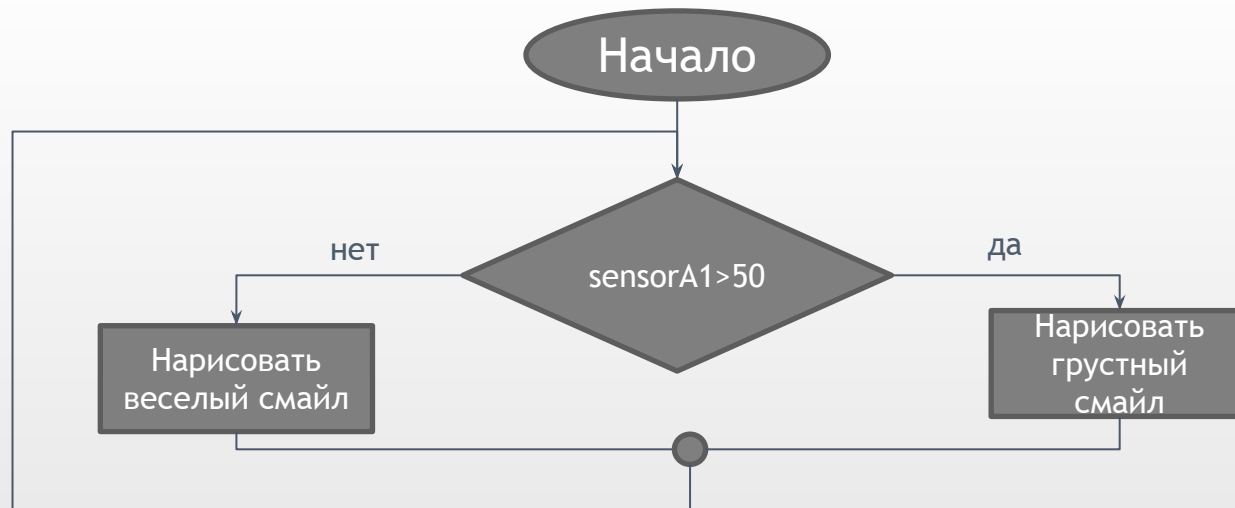 Начало
нет
да
sensorA1>50
Нарисовать
веселый смайл
Нарисовать
грустный
смайл